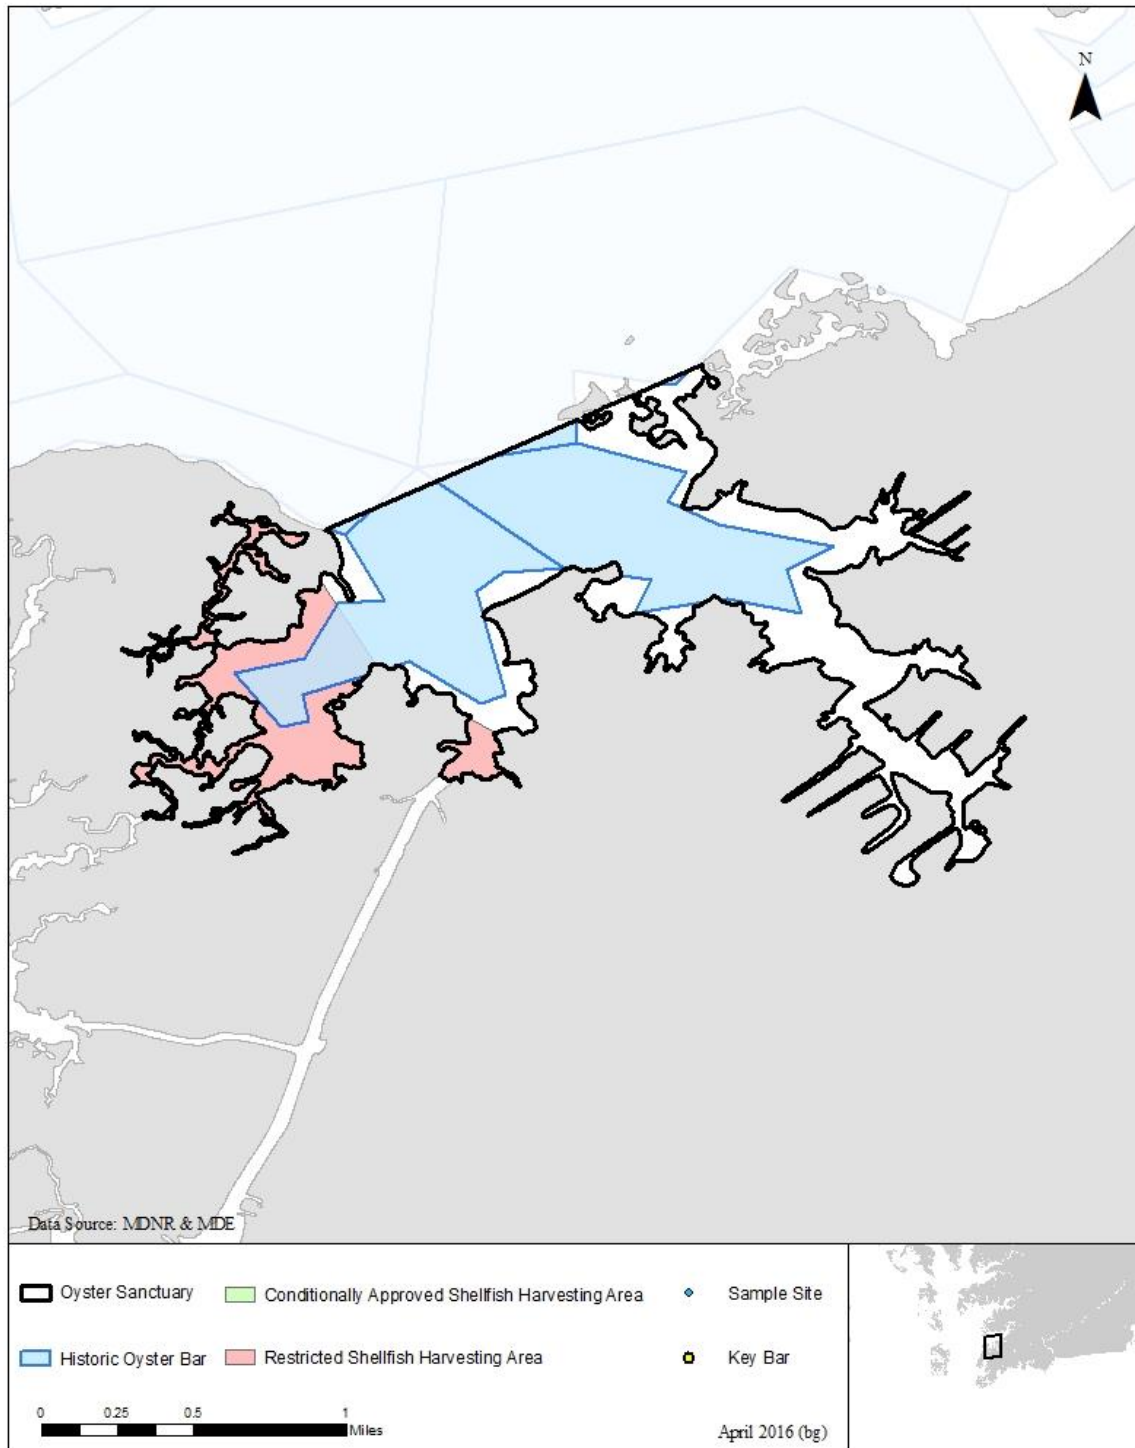 N
Data Source: MDNR & MDE
Oyster Sanctuary
Conditionally Approved Shellfish Harvesting Area
Sample Site
Historic Oyster Bar
Restricted Shellfish Harvesting Area
Key Bar
0 0.25 0.5 1
Miles
April 2016 (bg)